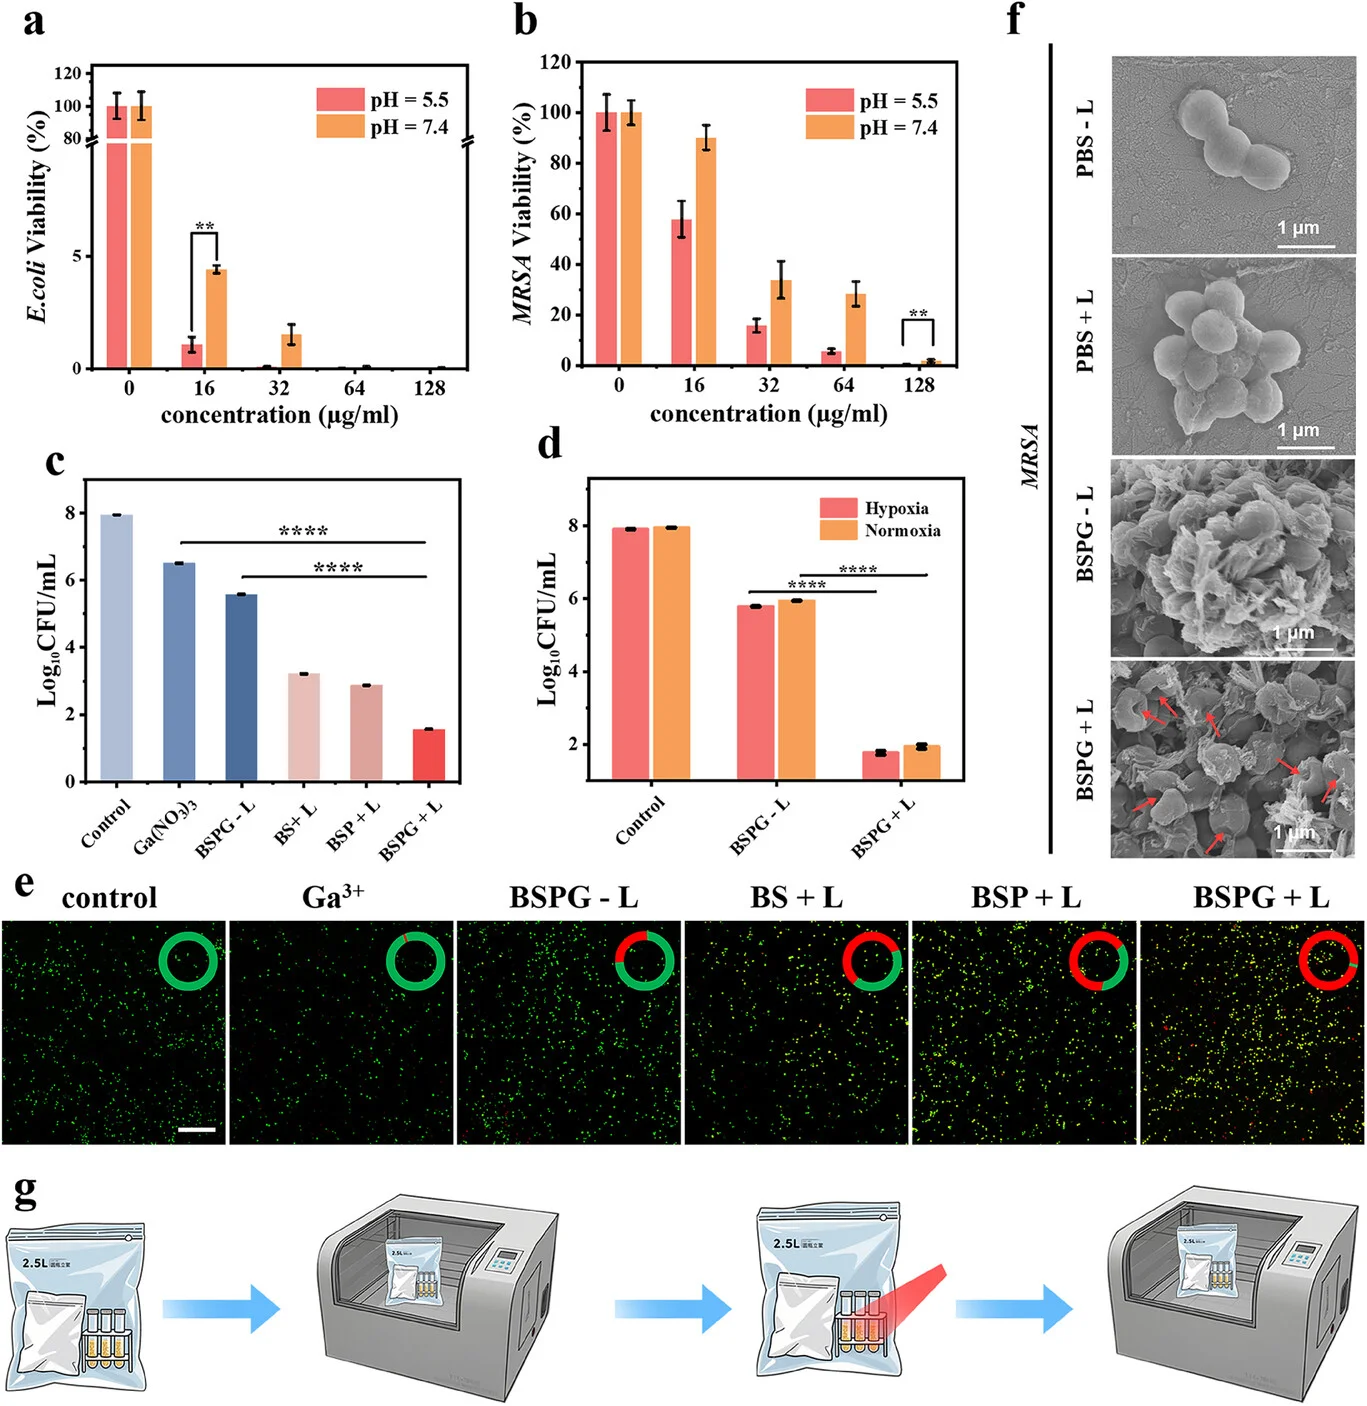 a
120
100
80
5
0
E.coli Viability (%)
pH = 5.5
pH = 7.4
**
0 16 32 64 128
concentration (μg/ml)
b
120
100
80
60
40
20
0
MRSA Viability (%)
pH = 5.5
pH = 7.4
**
0 16 32 64 128
concentration (μg/ml)
c
8
6
4
2
0
Log10CFU/mL
****
****
Control
Ga(NO3)3
BSPG - L
BS+ L
BSP + L
BSPG + L
d
8
6
4
2
Log10CFU/mL
Hypoxia
Normoxia
****
****
Control
BSPG - L
BSPG + L
f
MRSA
PBS - L
1 μm
PBS + L
1 μm
BSPG - L
1 μm
BSPG + L
1 μm
e
control
Ga3+
BSPG - L
BS + L
BSP + L
BSPG + L
g
2.5L
2.5L
2.5L
2.5L